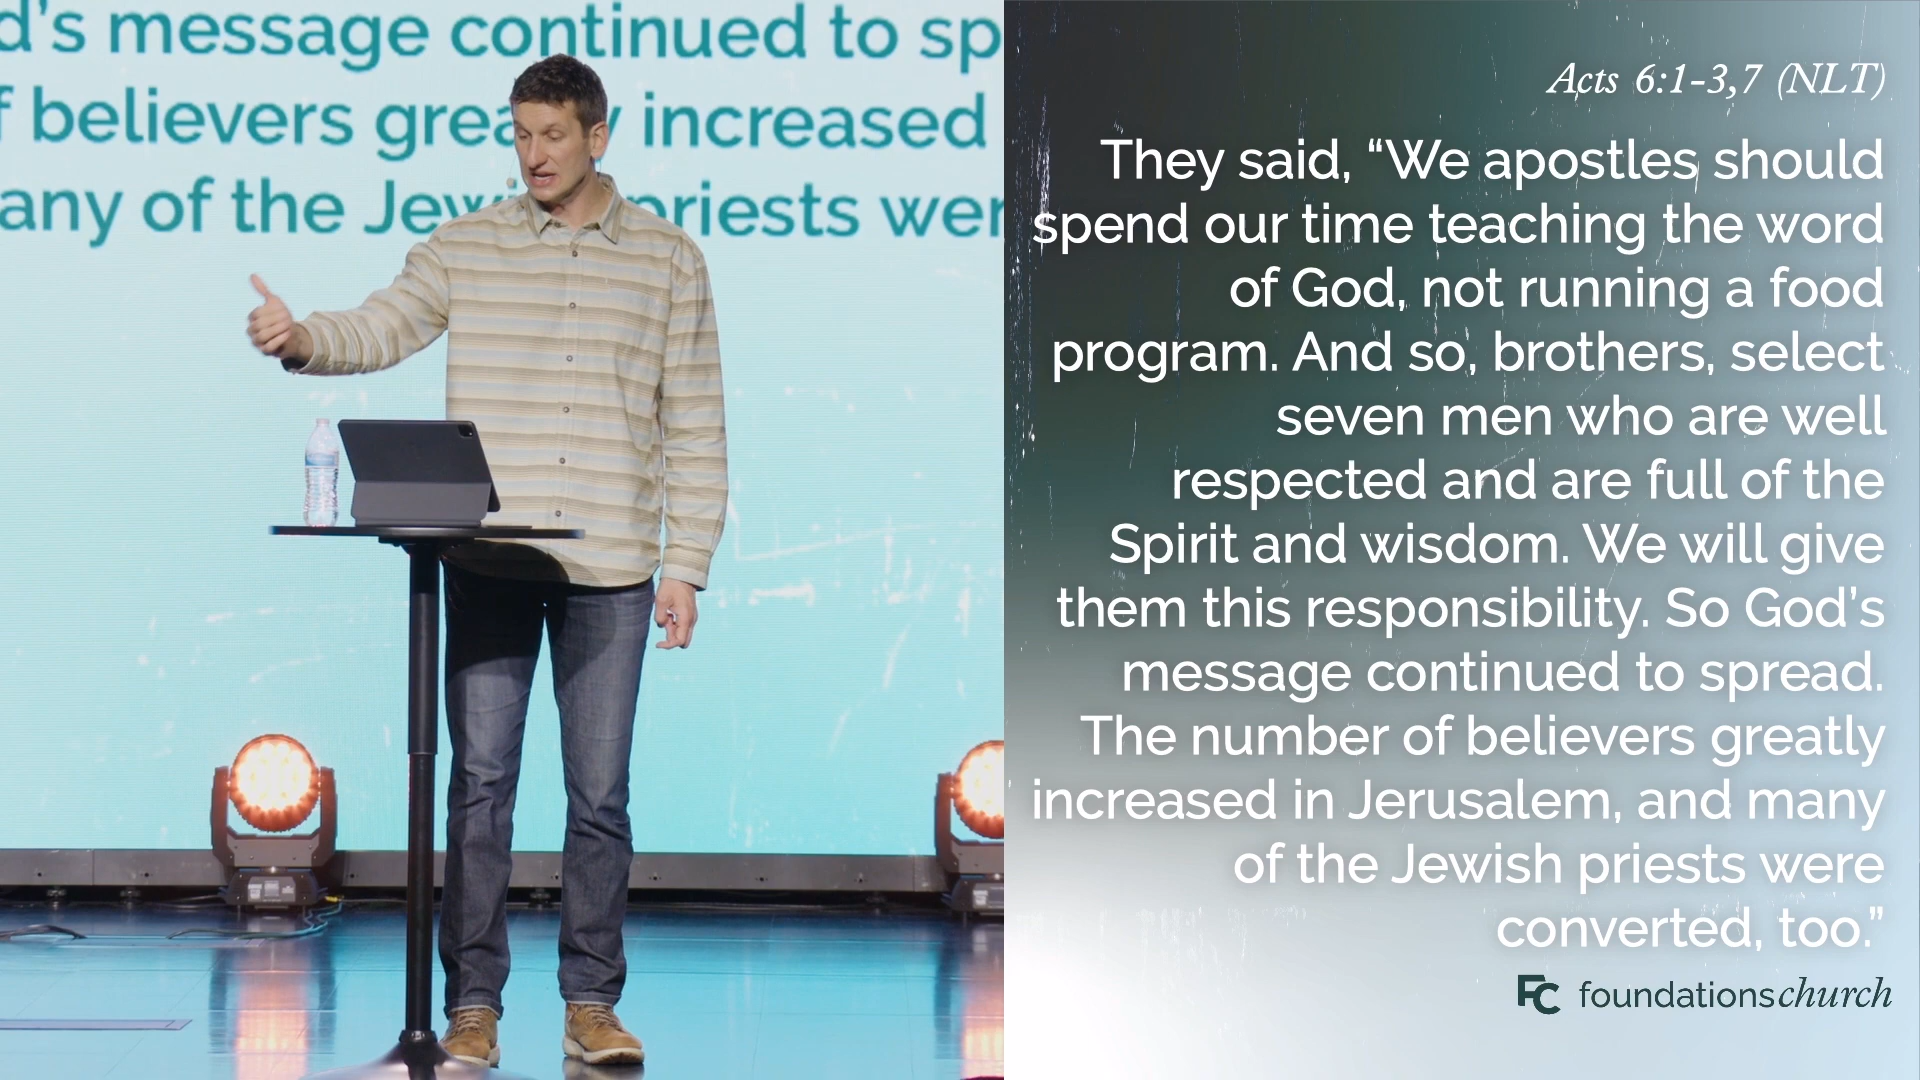 d's message continued to sp
f believers grea y increased
any of the Jew priests wer
Acts 6:1-3,7 (NLT)
They said, “We apostles should
spend our time teaching the word
of God, not running a food
program. And so, brothers, select
seven men who are well
respected and are full of the
Spirit and wisdom. We will give
them this responsibility. So God’s
message continued to spread.
The number of believers greatly
increased in Jerusalem, and many
of the Jewish priests were
converted, too.”
FC foundationschurch